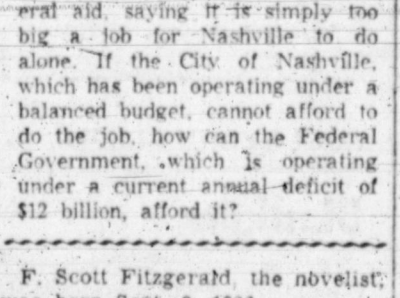 eral aid, saying it is simply too
big a job for Nashville to do
alone. If the City of Nashville,
which has been operating under a
balanced budget, cannot afford to
do the job, how can the Federal
Government, which is operating
under a current annual deficit of
$12 billion, afford it?
F. Scott Fitzgerald, the novelist,